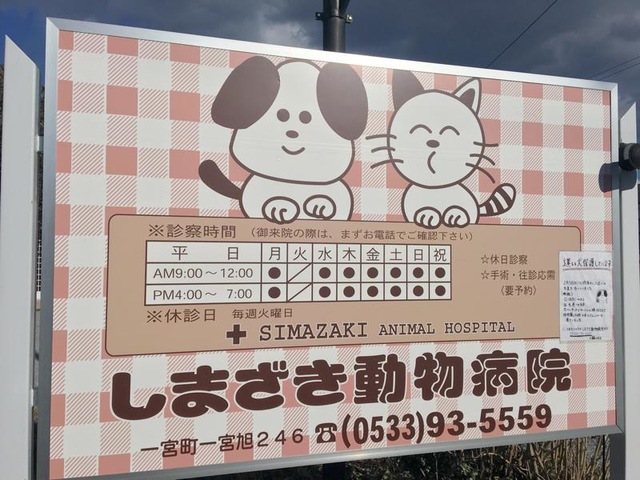 ※診察時間 (御来院の際は、まずお電話でご確認下さい)
平 日 月 火 水 木 金 土 日 祝
AM9:00～12:00 ● ／ ● ● ● ● ● ●
PM4:00～ 7:00 ● ／ ● ● ● ● ● ●
☆休日診察
☆手術・往診応需
(要予約)
※休診日 毎週火曜日
SIMAZAKI ANIMAL HOSPITAL
しまざき動物病院
一宮町一宮旭246 ☎(0533)93-5559